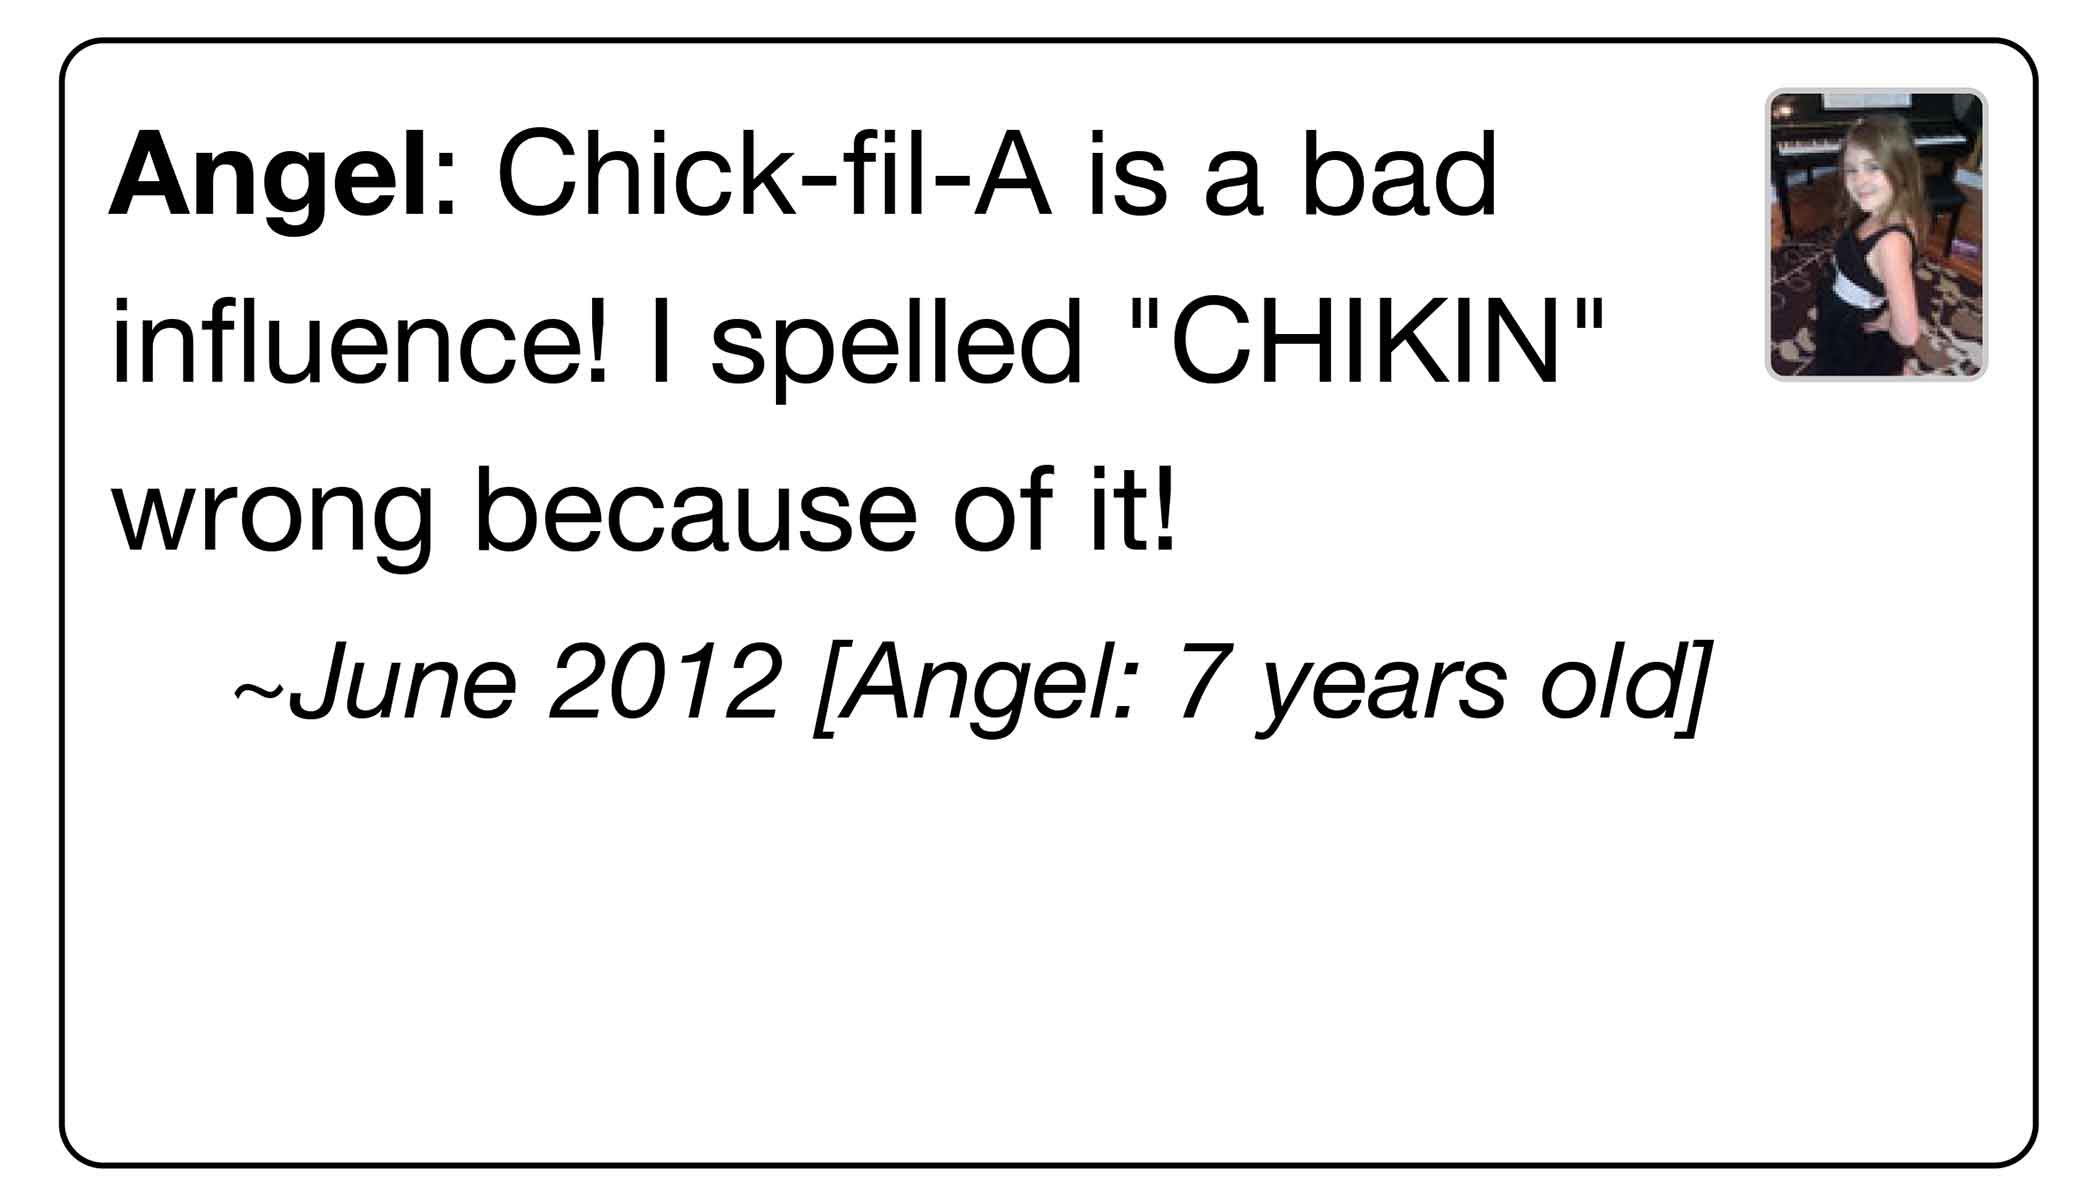 Angel: Chick-fil-A is a bad
influence! I spelled "CHIKIN"
wrong because of it!
~June 2012 [Angel: 7 years old]